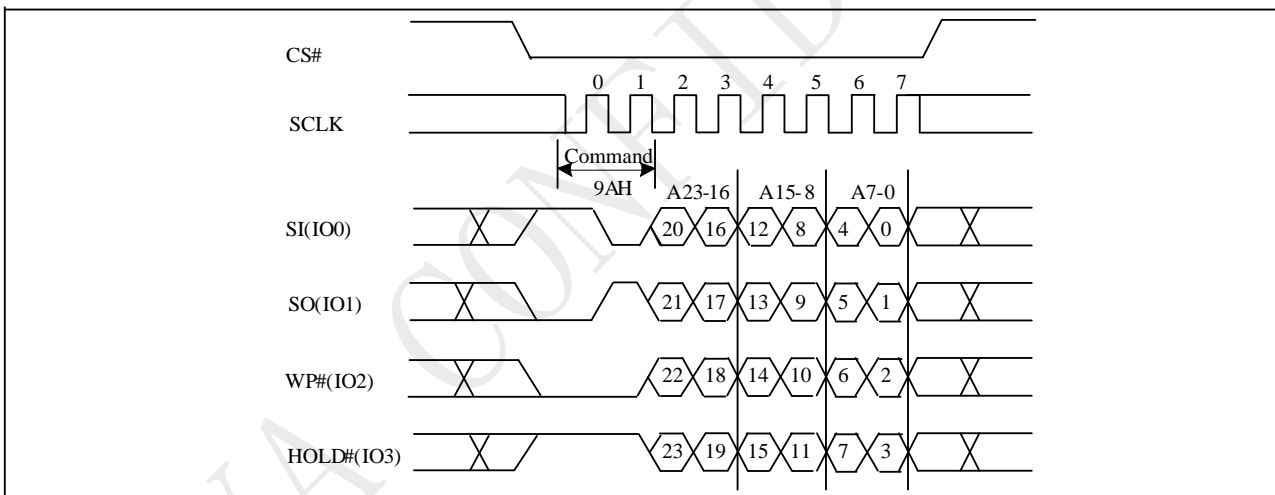 CS#
0 1 2 3 4 5 6 7
SCLK
Command
9AH
A23-16 A15-8 A7-0
SI(IO0) 20 16 12 8 4 0
SO(IO1) 21 17 13 9 5 1
WP#(IO2) 22 18 14 10 6 2
HOLD#(IO3) 23 19 15 11 7 3